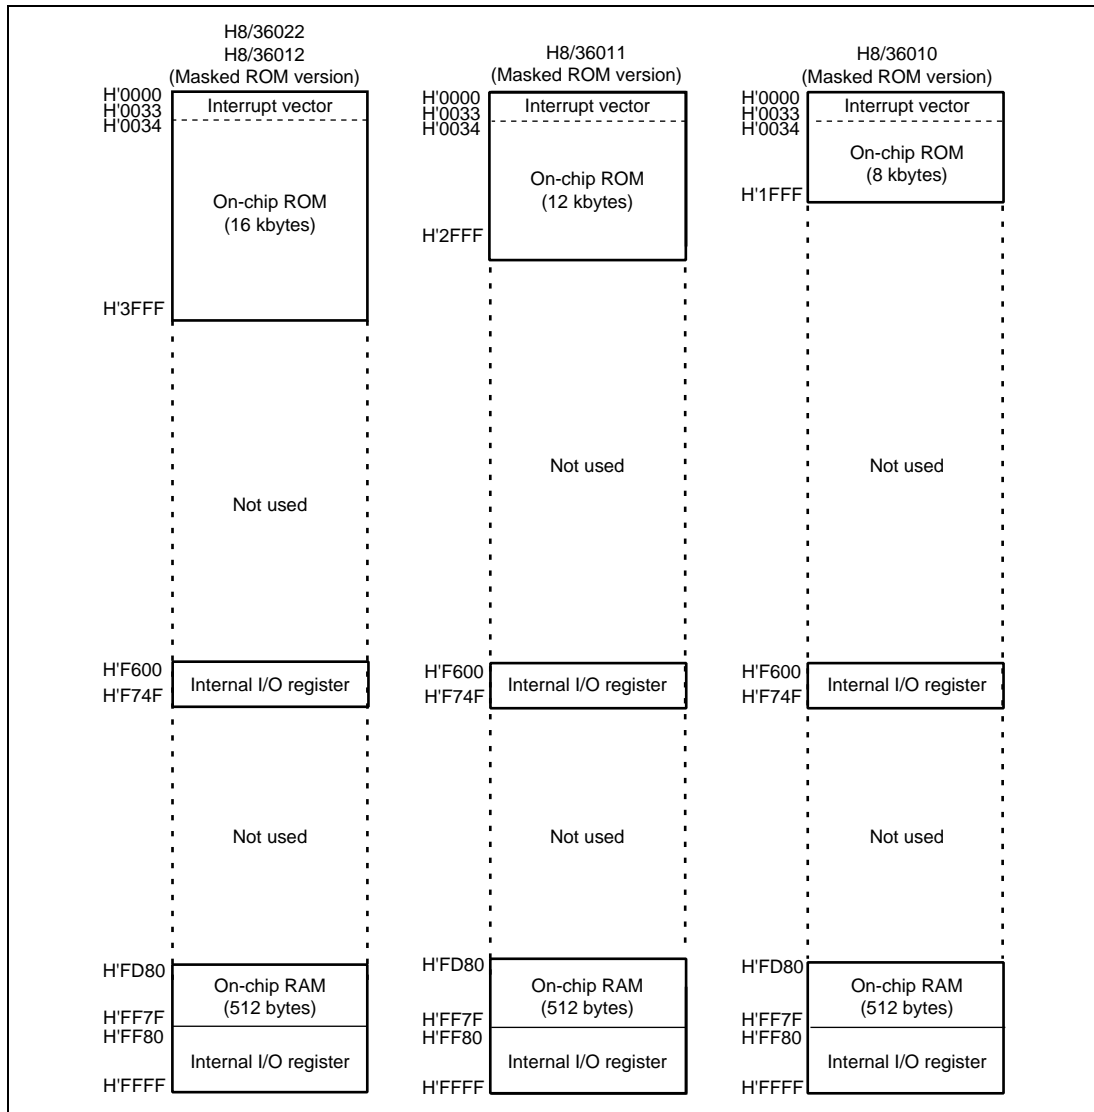 H8/36022
H8/36012
(Masked ROM version)
H'0000
Interrupt vector
H'0033
H'0034
On-chip ROM
(16 kbytes)
H'3FFF
Not used
H'F600
Internal I/O register
H'F74F
Not used
H'FD80
On-chip RAM
(512 bytes)
H'FF7F
H'FF80
Internal I/O register
H'FFFF
H8/36011
(Masked ROM version)
H'0000
Interrupt vector
H'0033
H'0034
On-chip ROM
(12 kbytes)
H'2FFF
Not used
H'F600
Internal I/O register
H'F74F
Not used
H'FD80
On-chip RAM
(512 bytes)
H'FF7F
H'FF80
Internal I/O register
H'FFFF
H8/36010
(Masked ROM version)
H'0000
Interrupt vector
H'0033
H'0034
On-chip ROM
(8 kbytes)
H'1FFF
Not used
H'F600
Internal I/O register
H'F74F
Not used
H'FD80
On-chip RAM
(512 bytes)
H'FF7F
H'FF80
Internal I/O register
H'FFFF